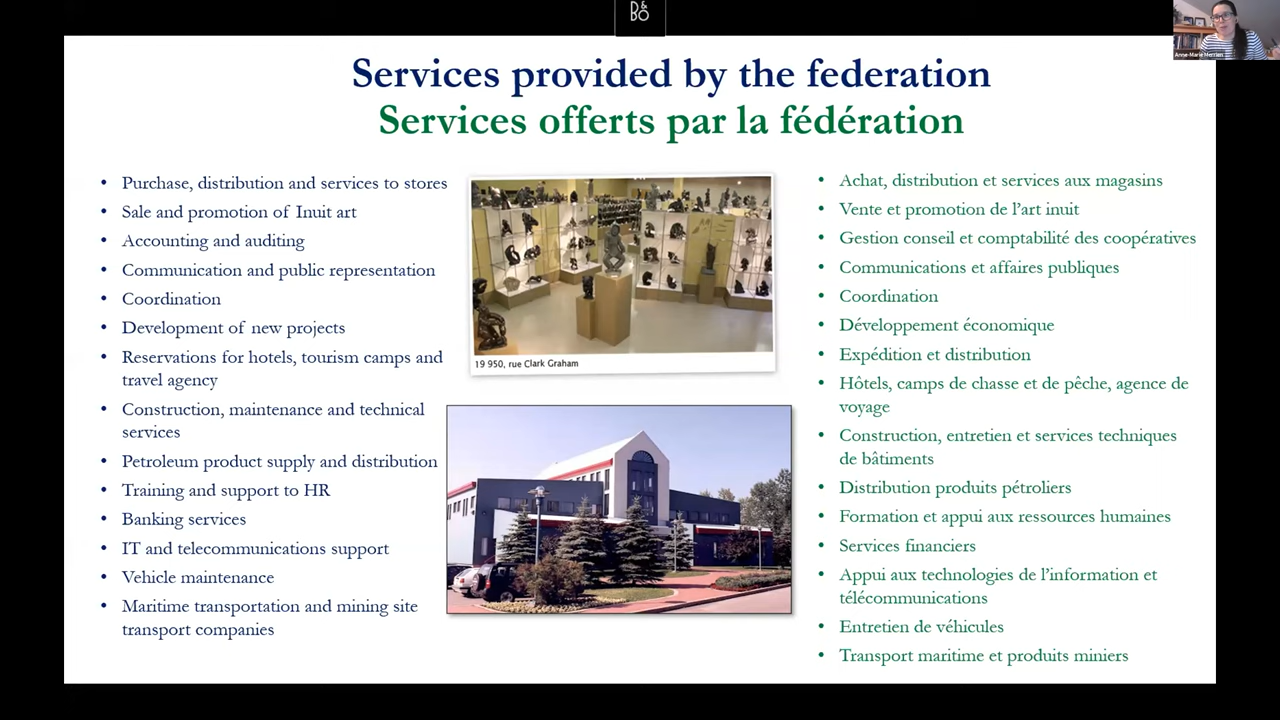 B&O
Anne-Marie Merrien
Services provided by the federation
Services offerts par la fédération
• Purchase, distribution and services to stores
• Sale and promotion of Inuit art
• Accounting and auditing
• Communication and public representation
• Coordination
• Development of new projects
• Reservations for hotels, tourism camps and
travel agency
• Construction, maintenance and technical
services
• Petroleum product supply and distribution
• Training and support to HR
• Banking services
• IT and telecommunications support
• Vehicle maintenance
• Maritime transportation and mining site
transport companies
19 950, rue Clark Graham
• Achat, distribution et services aux magasins
• Vente et promotion de l’art inuit
• Gestion conseil et comptabilité des coopératives
• Communications et affaires publiques
• Coordination
• Développement économique
• Expédition et distribution
• Hôtels, camps de chasse et de pêche, agence de
voyage
• Construction, entretien et services techniques
de bâtiments
• Distribution produits pétroliers
• Formation et appui aux ressources humaines
• Services financiers
• Appui aux technologies de l’information et
télécommunications
• Entretien de véhicules
• Transport maritime et produits miniers